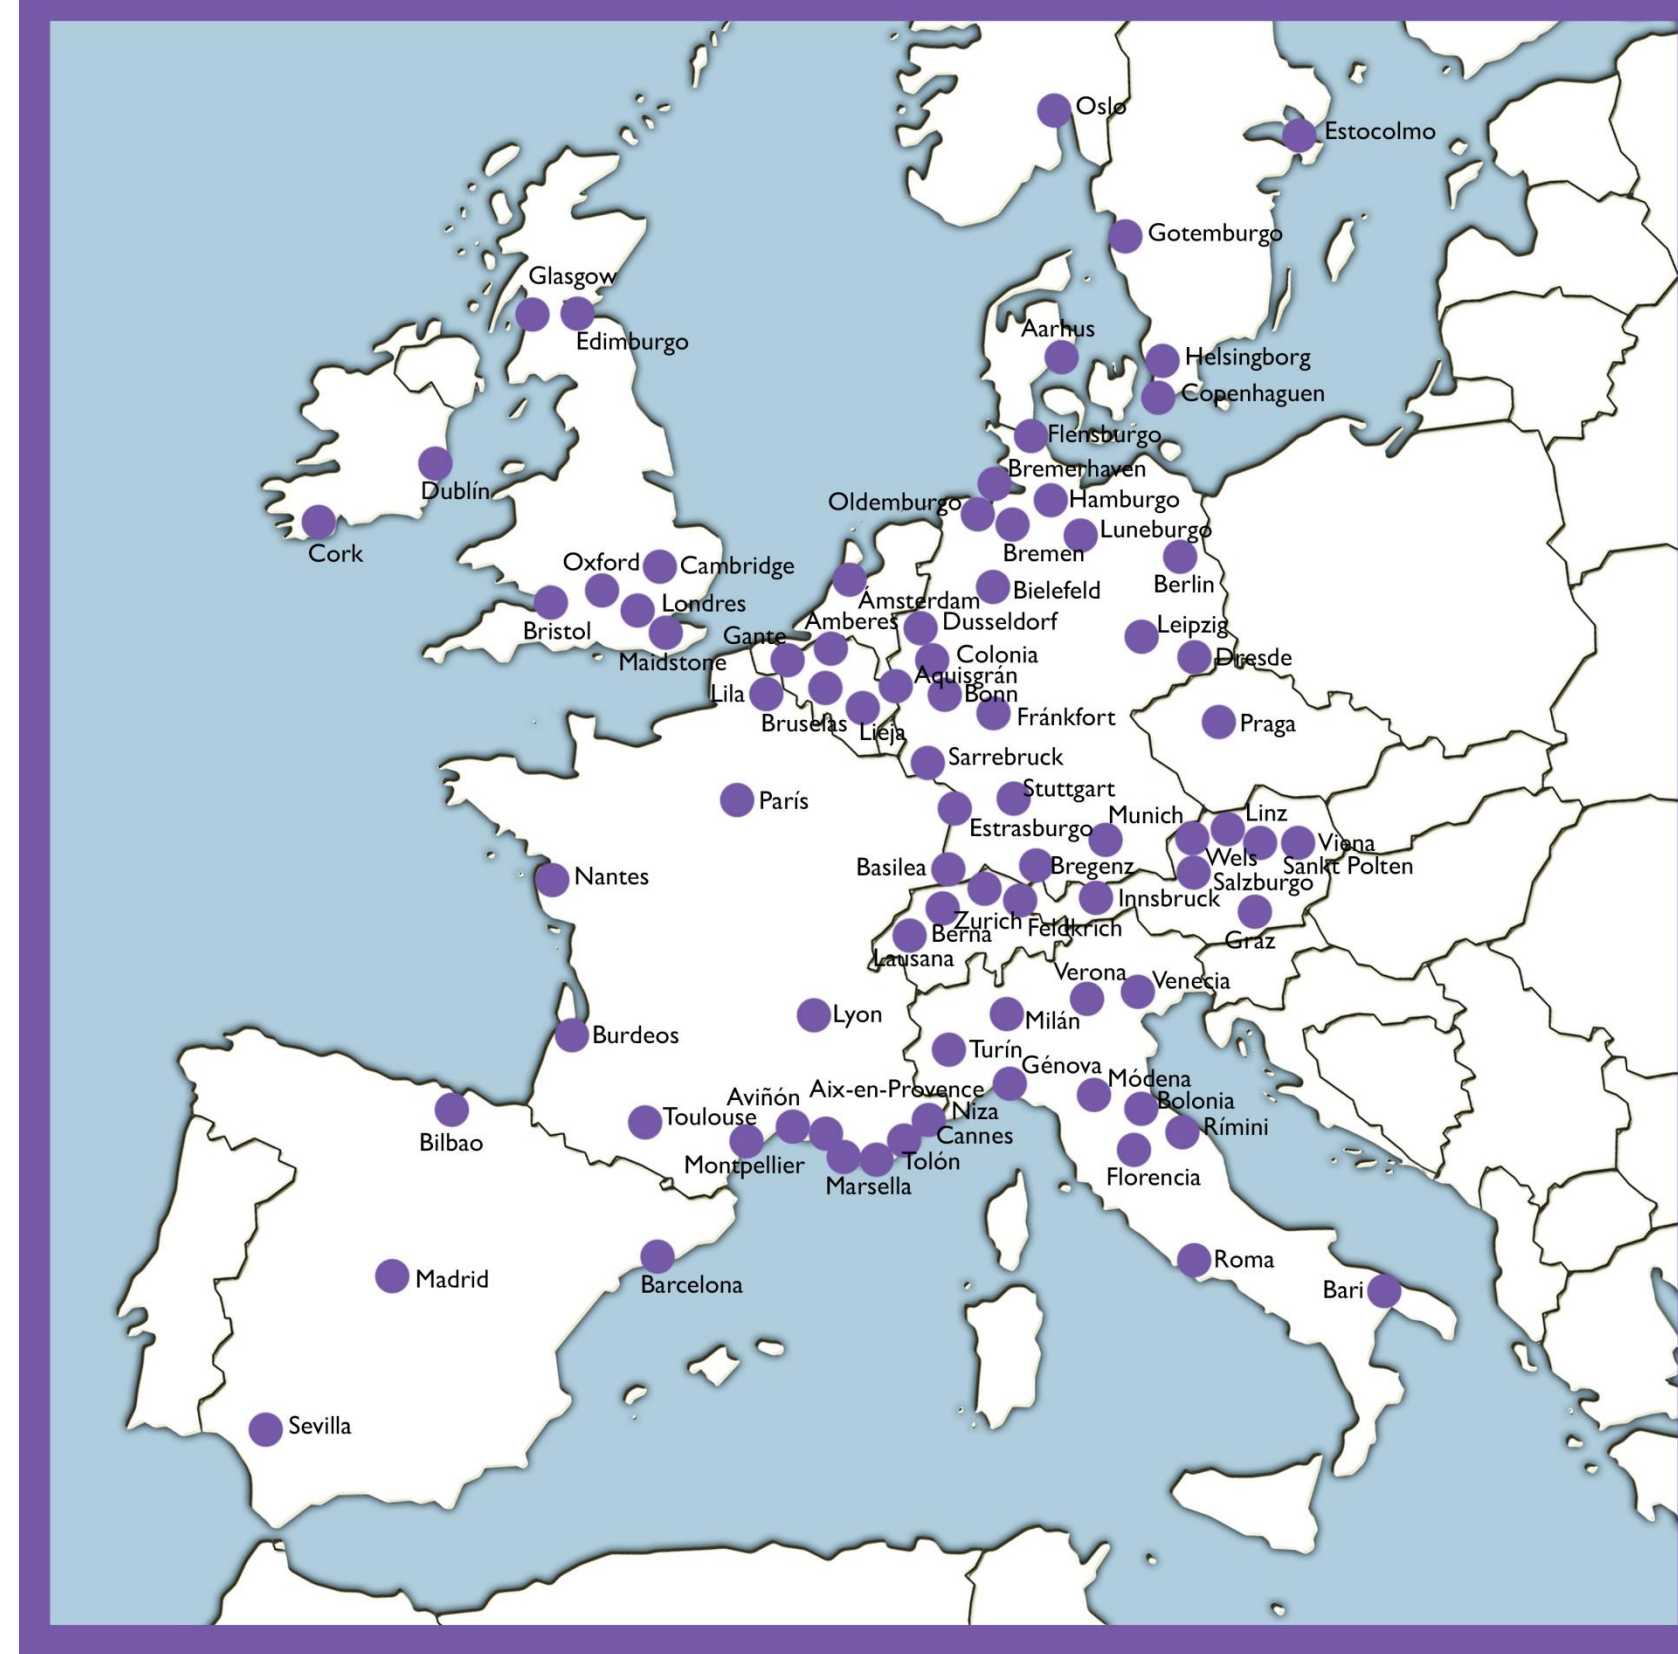 Oslo
Estocolmo
Gotemburgo
Glasgow
Edimburgo
Aarhus
Helsingborg
Copenhaguen
Flensburgo
Bremerhaven
Dublín
Oldemburgo
Hamburgo
Luneburgo
Cork
Bremen
Oxford
Cambridge
Berlin
Bielefeld
Ámsterdam
Londres
Amberes
Dusseldorf
Leipzig
Bristol
Gante
Maidstone
Colonia
Dresde
Aquisgrán
Lila
Bonn
Bruselas
Fránkfort
Praga
Lieja
Sarrebruck
Stuttgart
París
Munich
Linz
Estrasburgo
Viena
Wels
Sankt Polten
Basilea
Bregenz
Nantes
Salzburgo
Innsbruck
Zurich
Feldkrich
Berna
Graz
Lausana
Verona
Venecia
Lyon
Milán
Burdeos
Turín
Génova
Módena
Aix-en-Provence
Aviñón
Bolonia
Niza
Toulouse
Rímini
Cannes
Bilbao
Tolón
Montpellier
Florencia
Marsella
Roma
Madrid
Barcelona
Bari
Sevilla